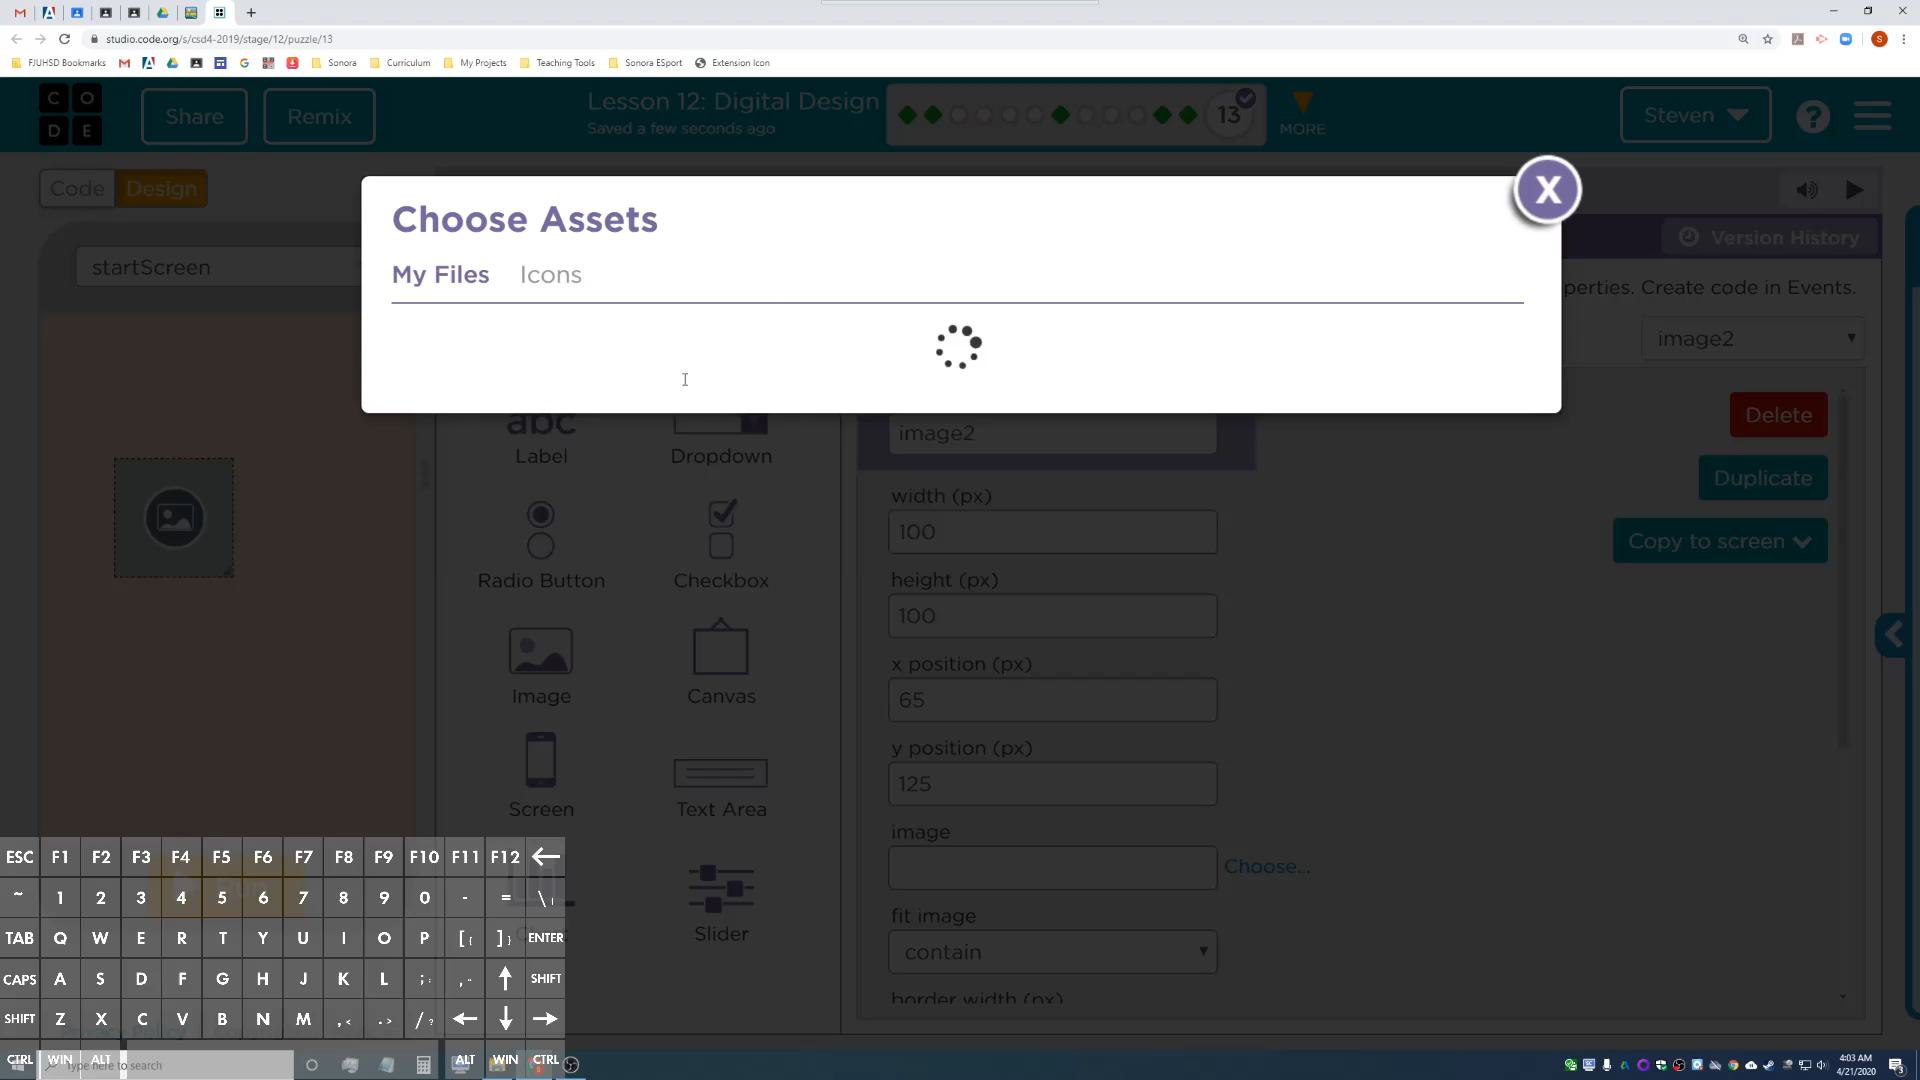 studio.code.org/s/csd4-2019/stage/12/puzzle/13
S
FJUHSD Bookmarks
Sonora
Curriculum
My Projects
Teaching Tools
Sonora ESport
Extension Icon
C O
D E
Share
Remix
Lesson 12: Digital Design
Saved a few seconds ago
13
MORE
Steven
?
Code
Design
Choose Assets
X
Version History
My Files
Icons
startScreen
perties. Create code in Events.
image2
Delete
abc
Label
Dropdown
image2
Duplicate
width (px)
100
Copy to screen
Radio Button
Checkbox
height (px)
100
x position (px)
65
Image
Canvas
y position (px)
125
Screen
Text Area
image
Choose...
fit image
contain
Slider
border width (px)
ESC F1 F2 F3 F4 F5 F6 F7 F8 F9 F10 F11 F12
~ 1 2 3 4 5 6 7 8 9 0 - = \|
TAB Q W E R T Y U I O P [{ ]} ENTER
CAPS A S D F G H J K L ;: SHIFT
SHIFT Z X C V B N M ,< .> /?
CTRL WIN ALT ALT WIN CTRL
Type here to search
4:03 AM
4/21/2020
3